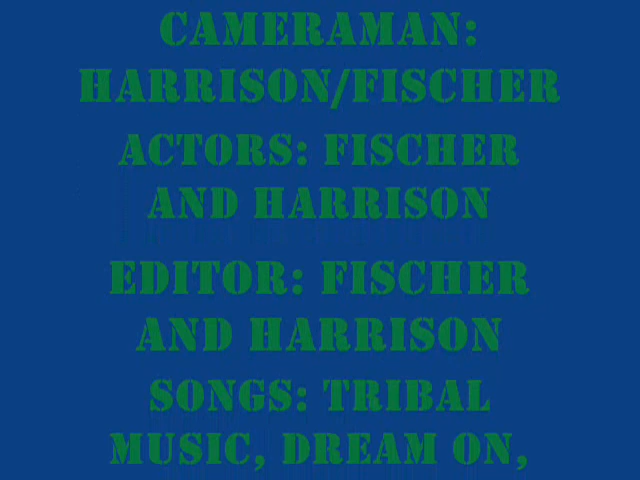 CAMERAMAN:
HARRISON/FISCHER
ACTORS: FISCHER
AND HARRISON
EDITOR: FISCHER
AND HARRISON
SONGS: TRIBAL
MUSIC, DREAM ON,